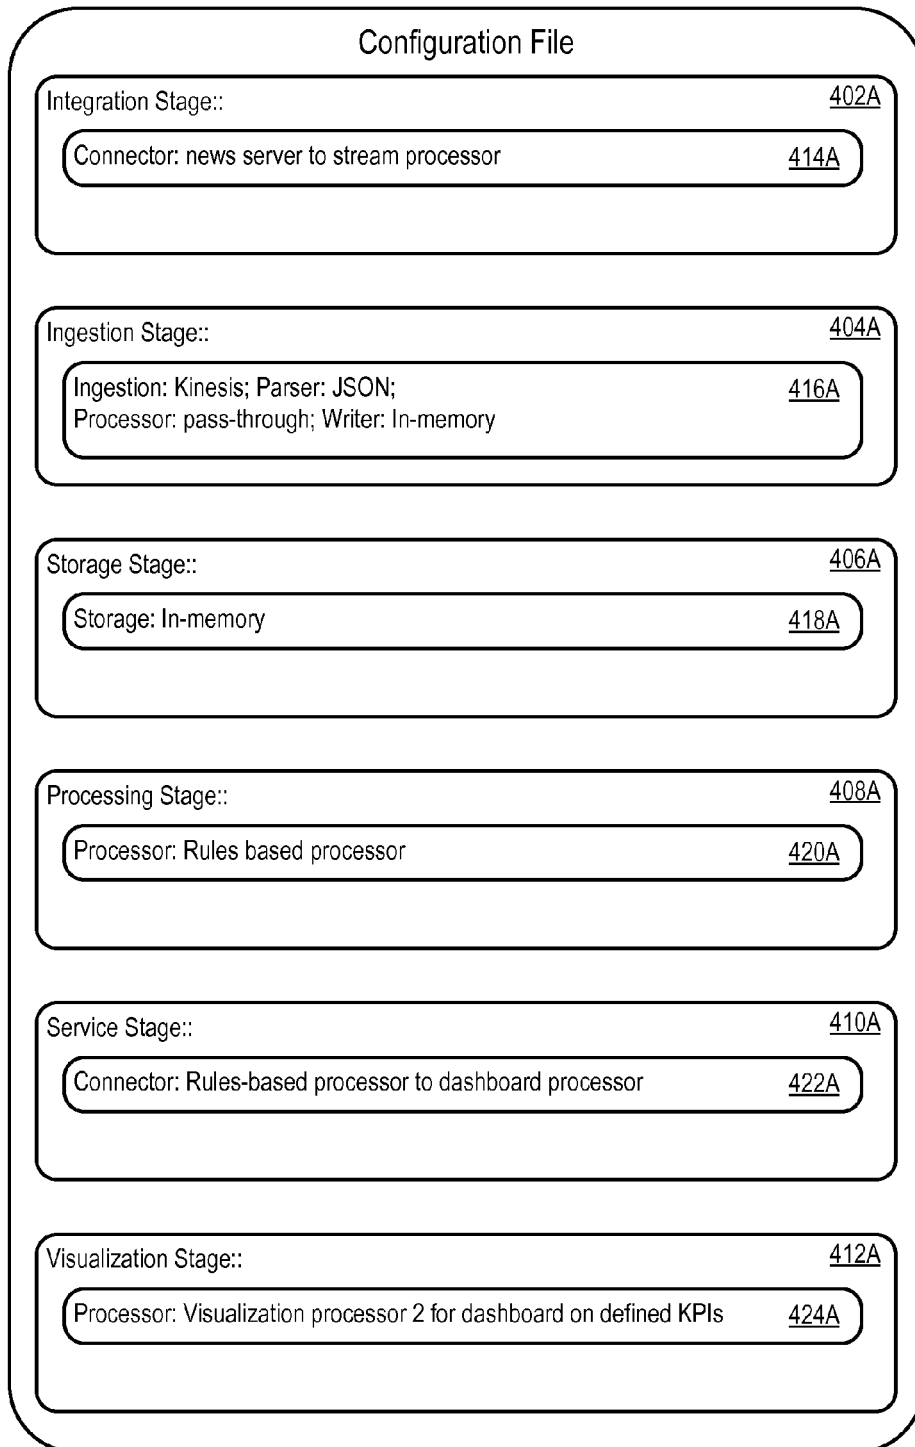 Configuration File
Integration Stage:: 402A
Connector: news server to stream processor 414A
Ingestion Stage:: 404A
Ingestion: Kinesis; Parser: JSON; 416A
Processor: pass-through; Writer: In-memory
Storage Stage:: 406A
Storage: In-memory 418A
Processing Stage:: 408A
Processor: Rules based processor 420A
Service Stage:: 410A
Connector: Rules-based processor to dashboard processor 422A
Visualization Stage:: 412A
Processor: Visualization processor 2 for dashboard on defined KPIs 424A